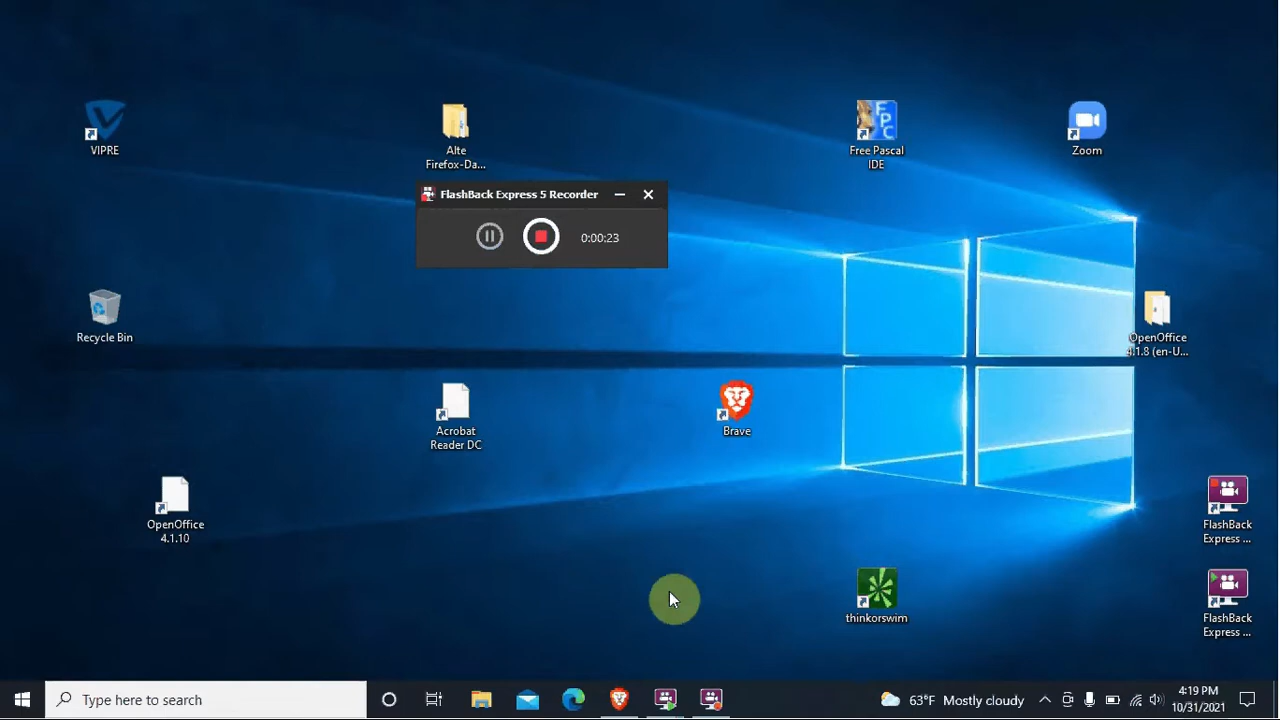 VIPRE
Alte
Firefox-Da...
F
P
C
Free Pascal
IDE
Zoom
FlashBack Express 5 Recorder
0:00:23
Recycle Bin
OpenOffice
4.1.8 (en-U...
Acrobat
Reader DC
Brave
OpenOffice
4.1.10
FlashBack
Express ...
thinkorswim
FlashBack
Express ...
Type here to search
63°F Mostly cloudy
4:19 PM
10/31/2021